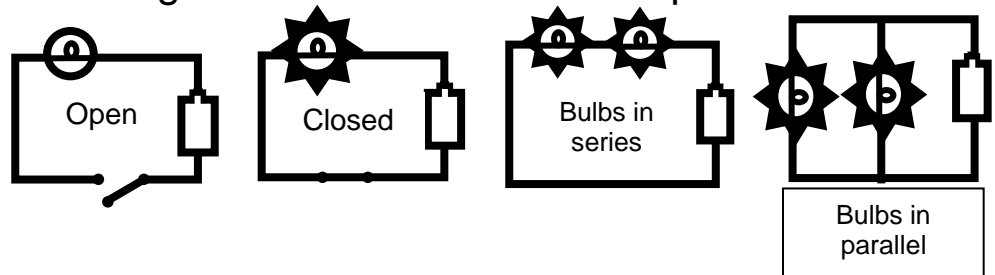 Open
Closed
Bulbs in
series
Bulbs in
parallel